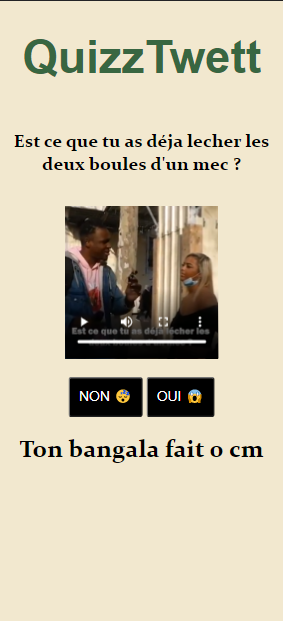 QuizzTwett
Est ce que tu as déja lecher les
deux boules d'un mec ?
Est ce que tu as déja lécher les
NON 😴
OUI 😱
Ton bangala fait 0 cm